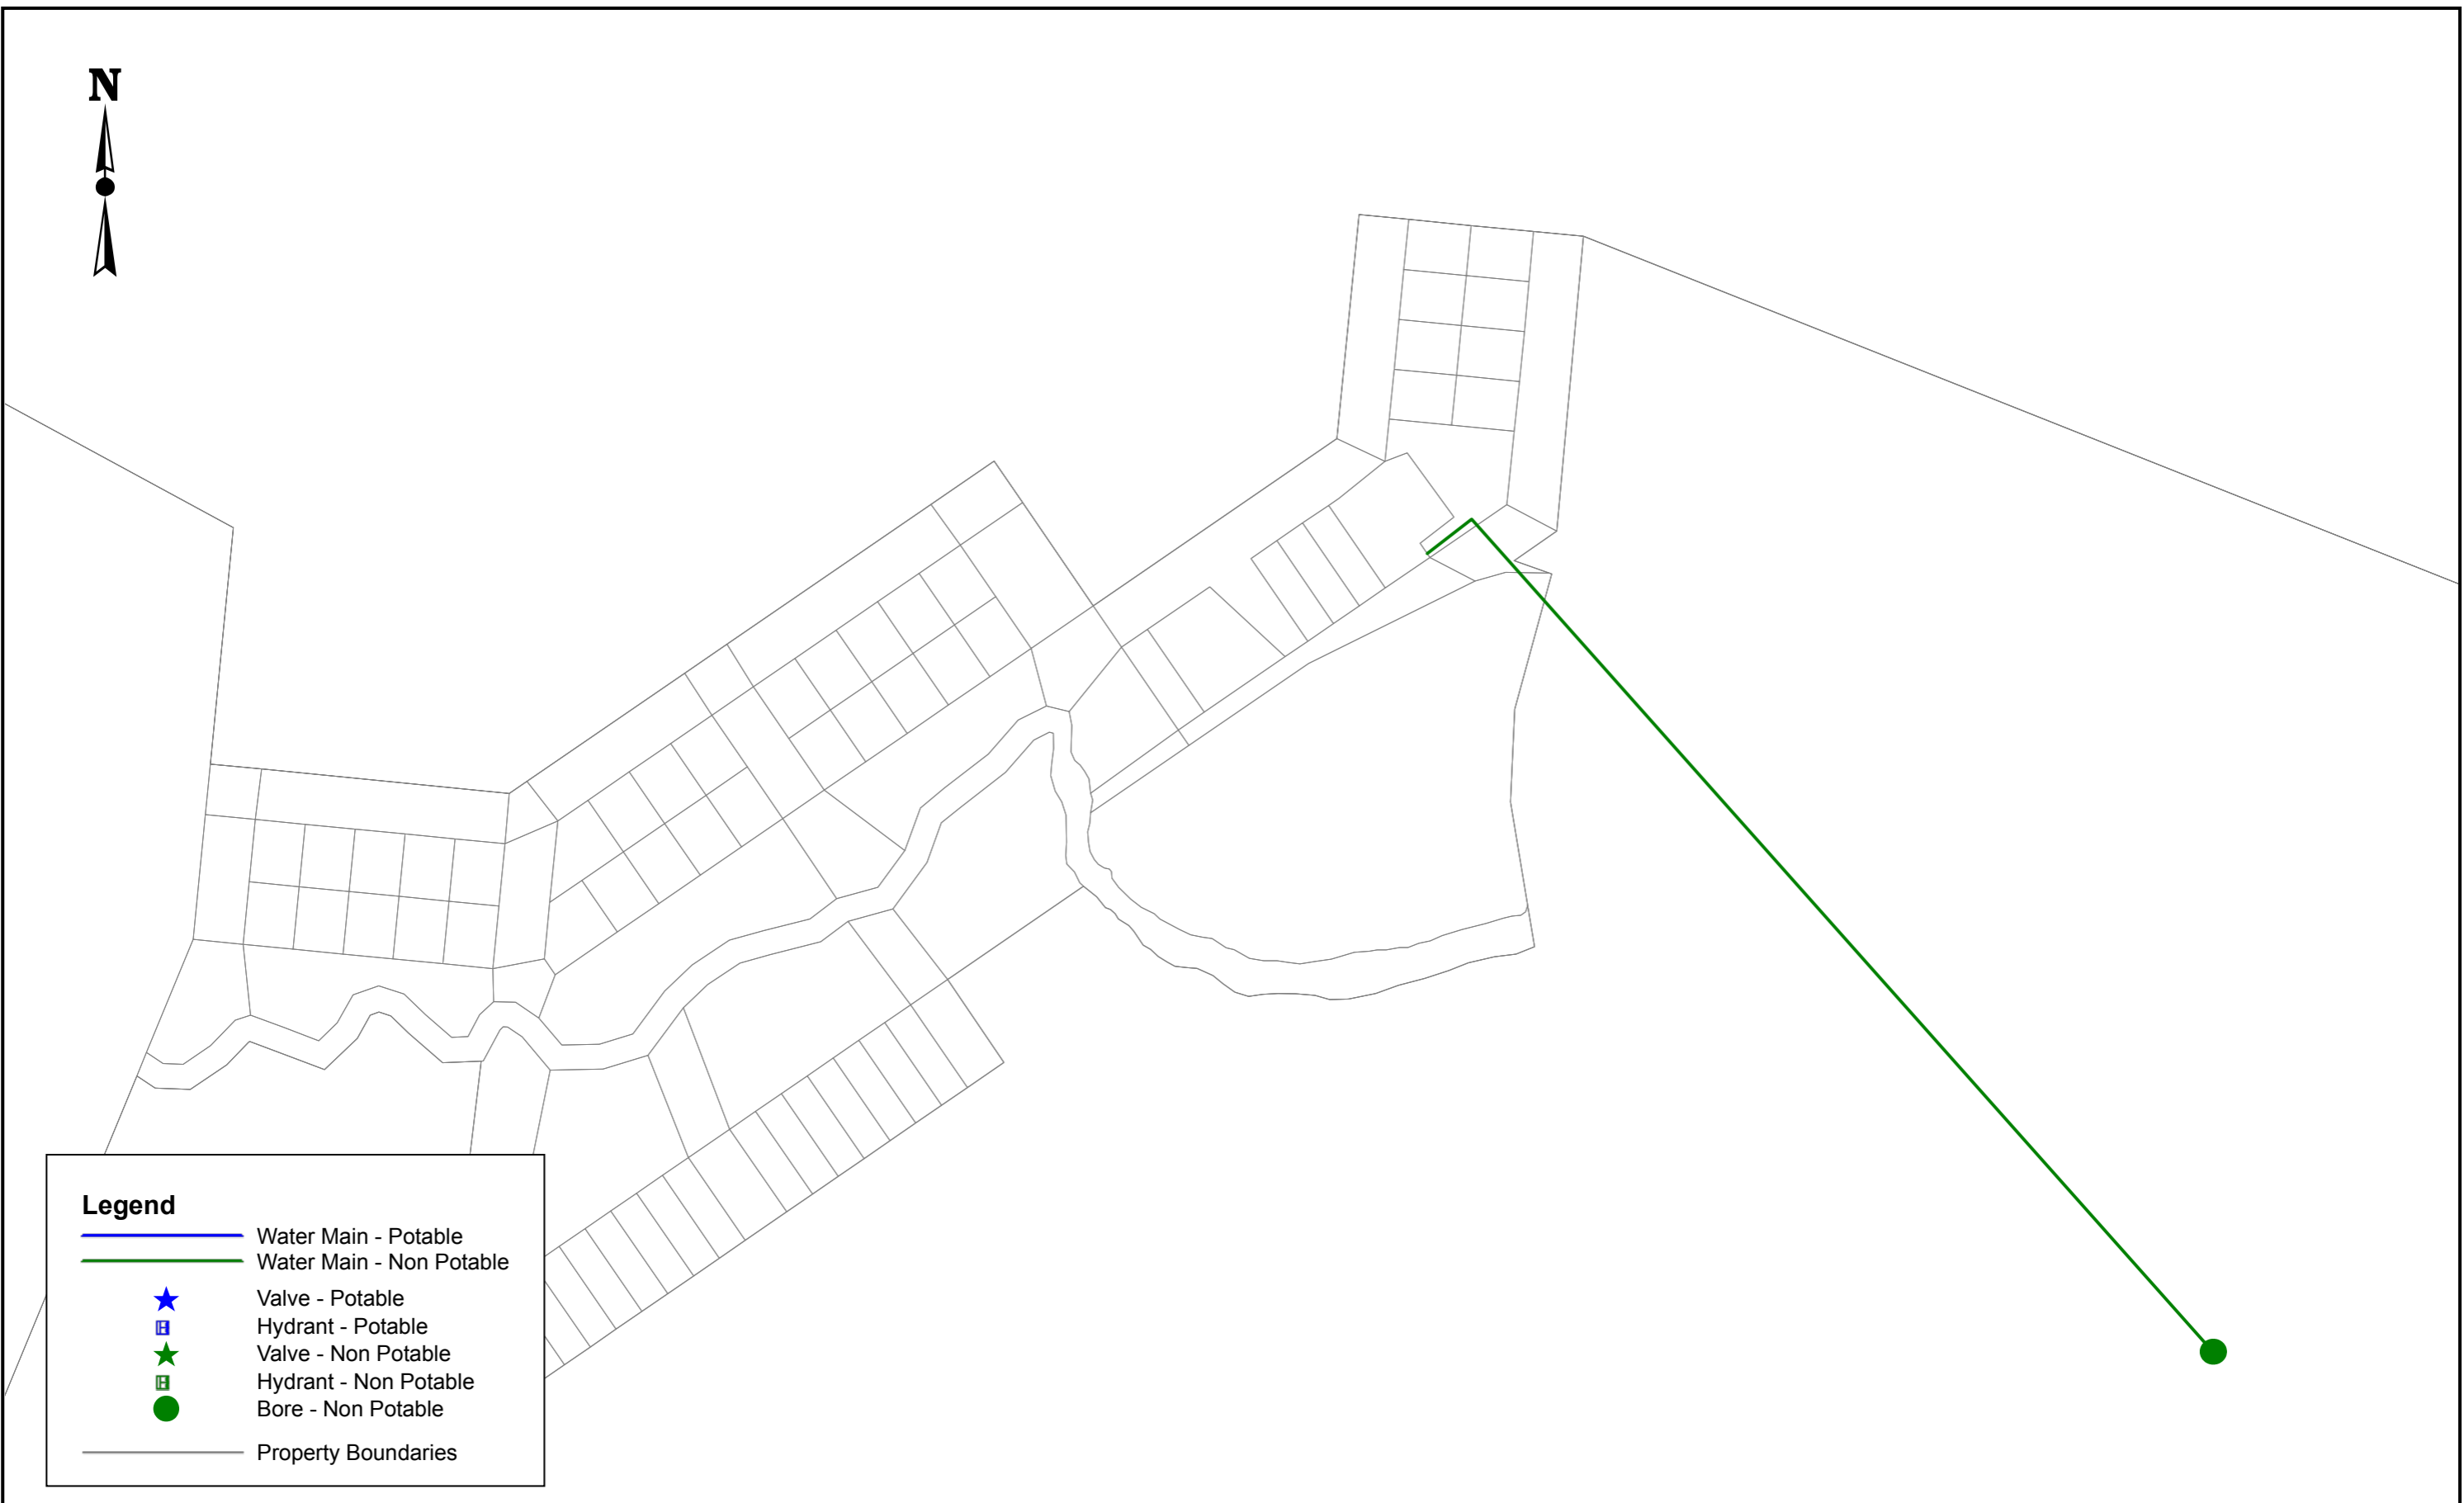 N
Legend
Water Main - Potable
Water Main - Non Potable
Valve - Potable
Hydrant - Potable
Valve - Non Potable
Hydrant - Non Potable
Bore - Non Potable
Property Boundaries